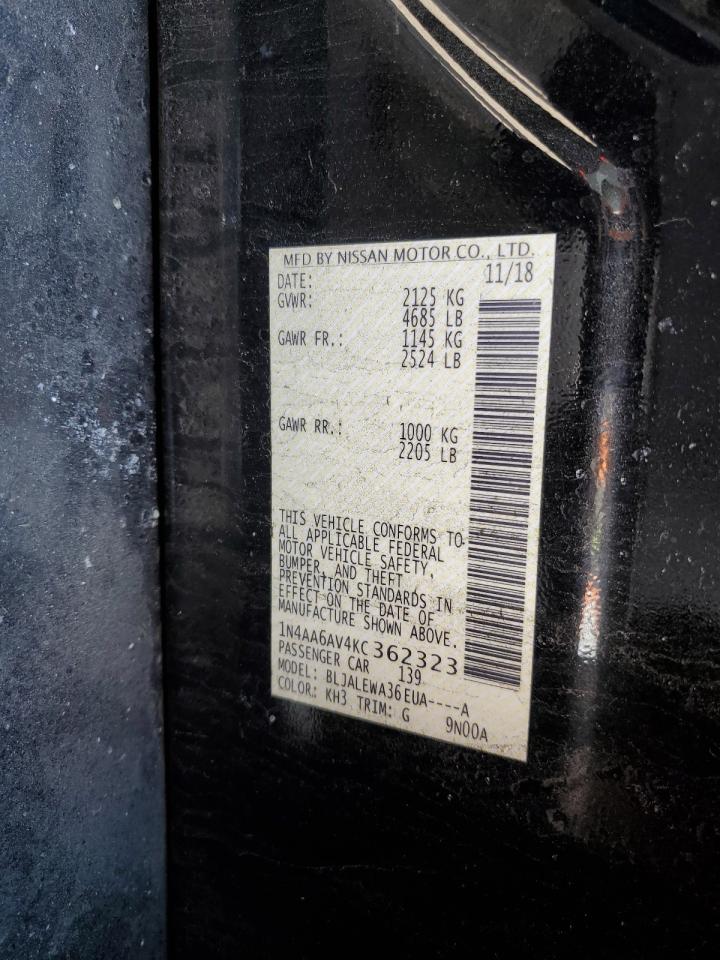 MFD BY NISSAN MOTOR CO., LTD.
DATE: 11/18
GVWR: 2125 KG
4685 LB
GAWR FR.: 1145 KG
2524 LB
GAWR RR.: 1000 KG
2205 LB
THIS VEHICLE CONFORMS TO
ALL APPLICABLE FEDERAL
MOTOR VEHICLE SAFETY,
BUMPER, AND THEFT
PREVENTION STANDARDS IN
EFFECT ON THE DATE OF
MANUFACTURE SHOWN ABOVE.
1N4AA6AV4KC362323
PASSENGER CAR 139
MODEL: BLJALEWA36EUA----A
COLOR: KH3 TRIM: G 9N00A